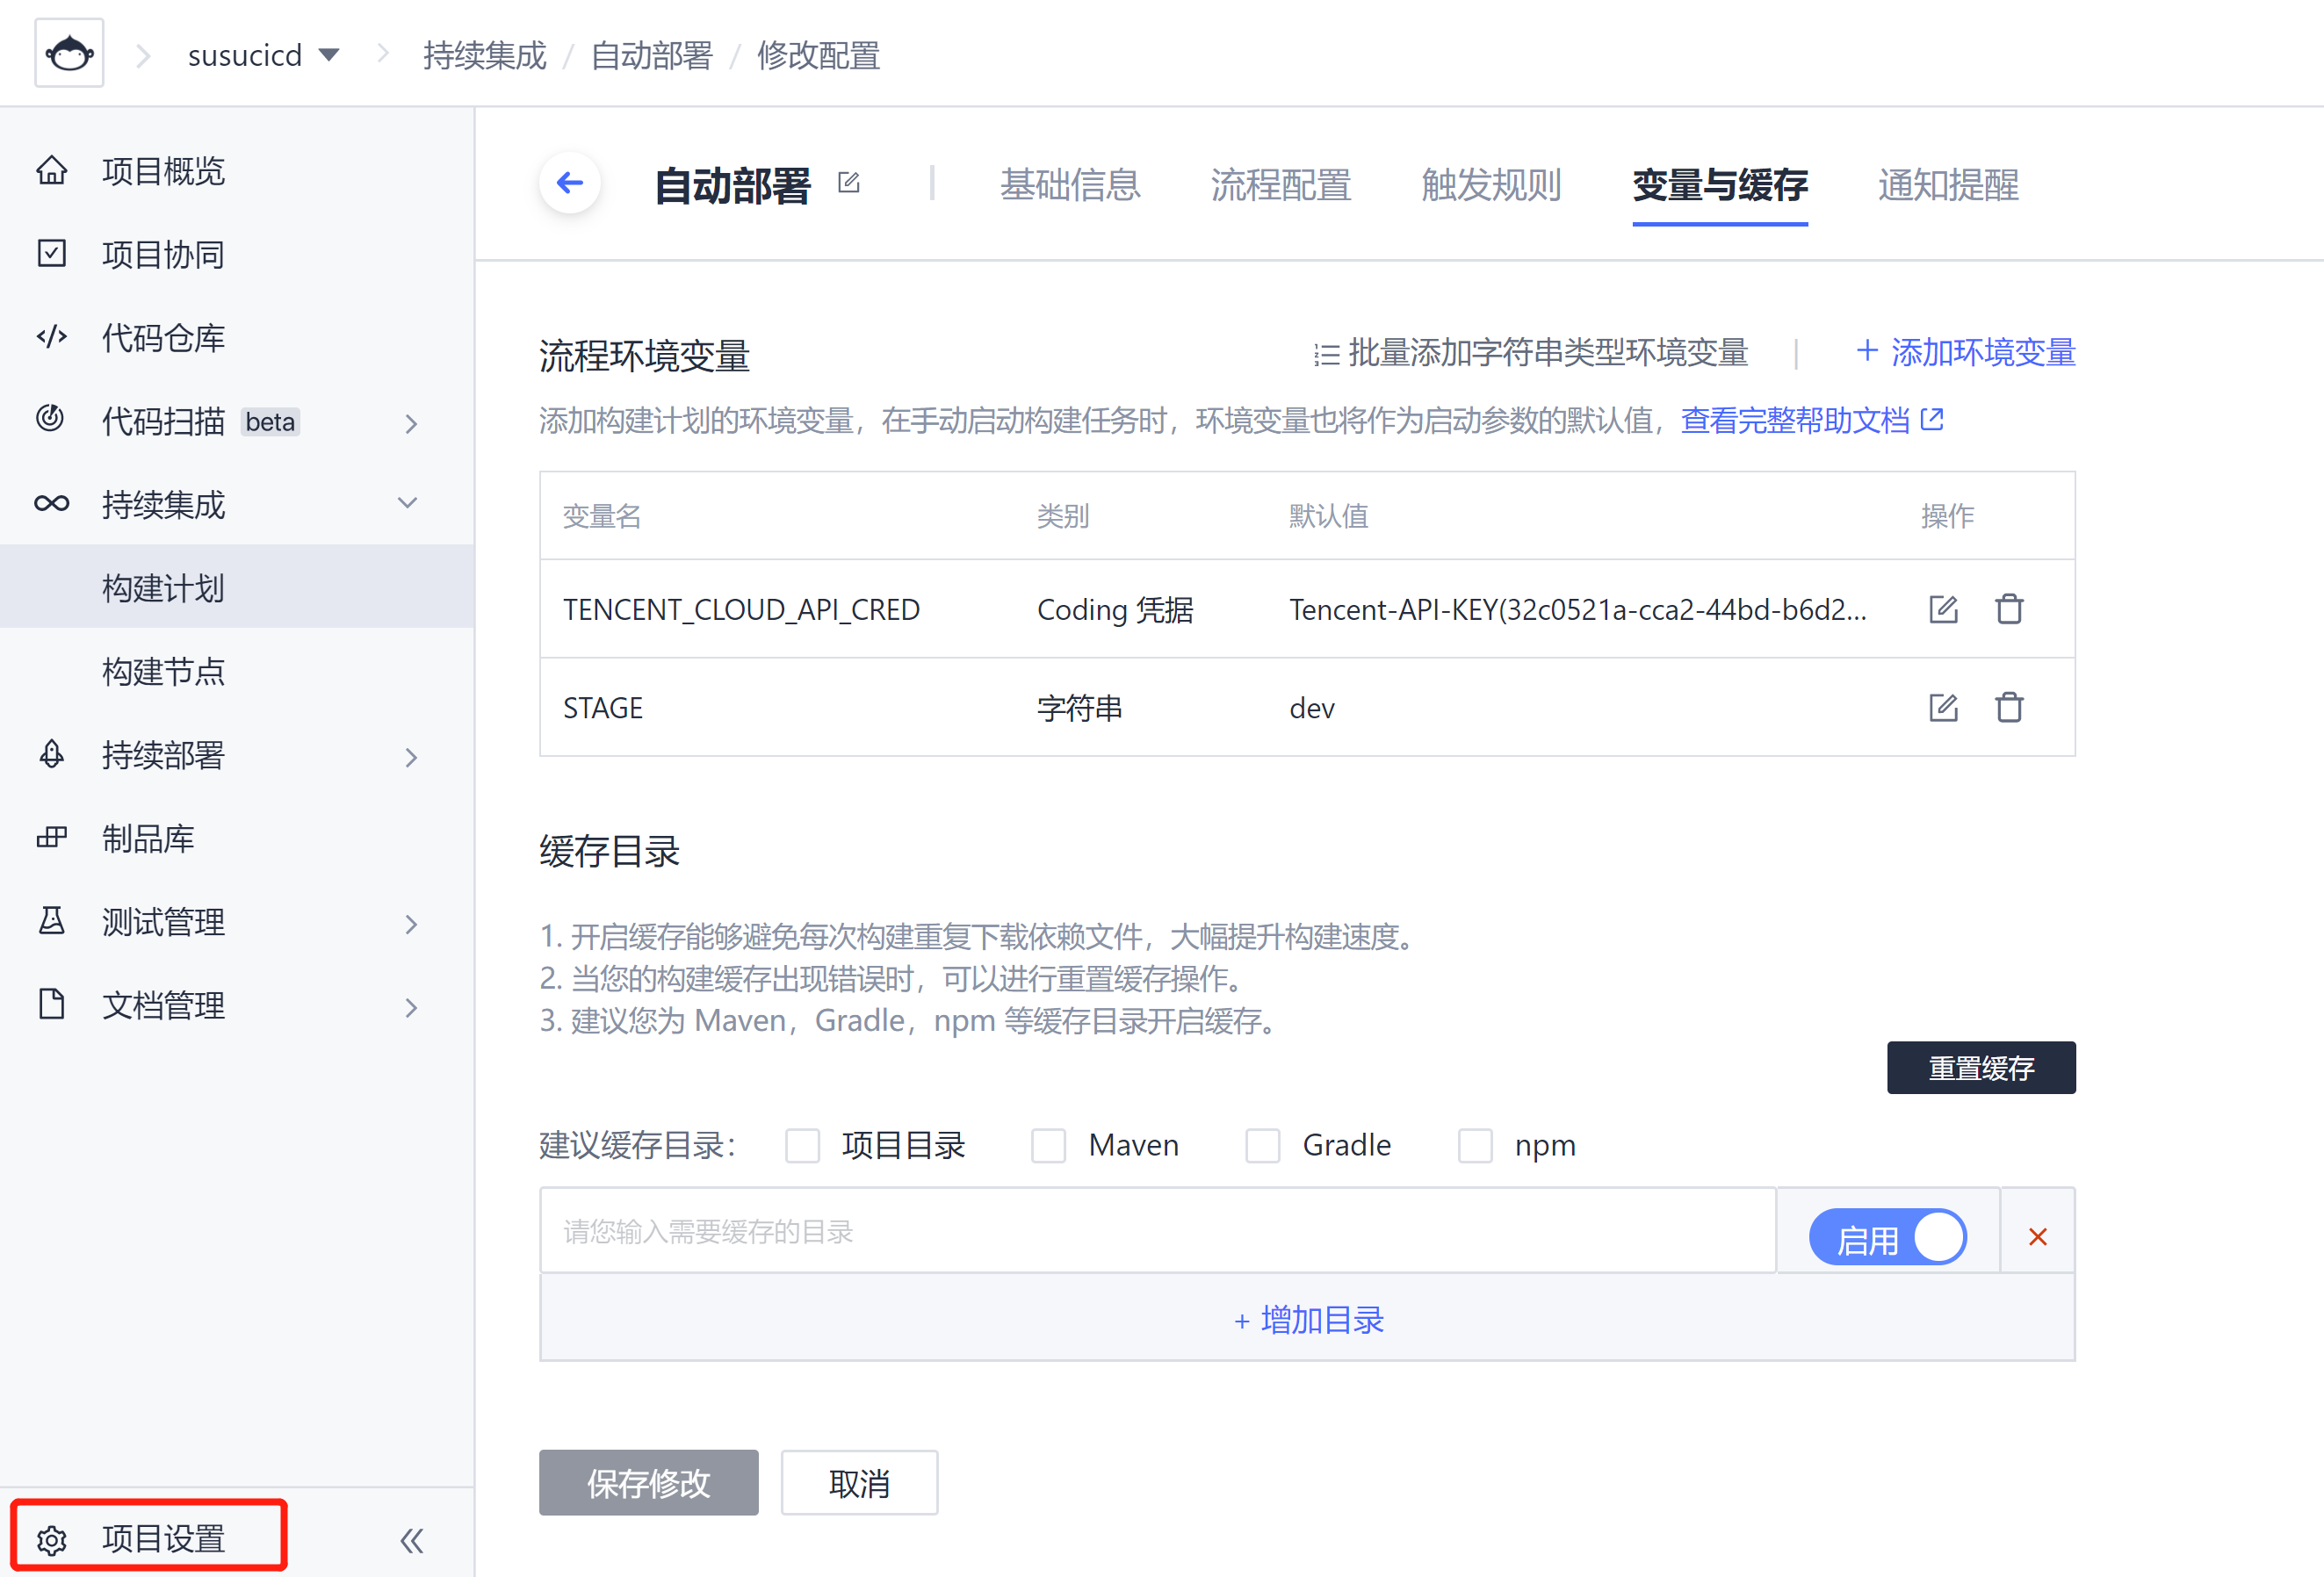 susucicd
持续集成 / 自动部署 / 修改配置
项目概览
项目协同
代码仓库
代码扫描 beta
持续集成
构建计划
构建节点
持续部署
制品库
测试管理
文档管理
项目设置
自动部署 基础信息 流程配置 触发规则 变量与缓存 通知提醒
流程环境变量 批量添加字符串类型环境变量 + 添加环境变量
添加构建计划的环境变量，在手动启动构建任务时，环境变量也将作为启动参数的默认值，查看完整帮助文档
变量名 类别 默认值 操作
TENCENT_CLOUD_API_CRED Coding 凭据 Tencent-API-KEY(32c0521a-cca2-44bd-b6d2...
STAGE 字符串 dev
缓存目录
1. 开启缓存能够避免每次构建重复下载依赖文件，大幅提升构建速度。
2. 当您的构建缓存出现错误时，可以进行重置缓存操作。
3. 建议您为 Maven，Gradle，npm 等缓存目录开启缓存。
重置缓存
建议缓存目录： 项目目录 Maven Gradle npm
请您输入需要缓存的目录 启用
+ 增加目录
保存修改 取消